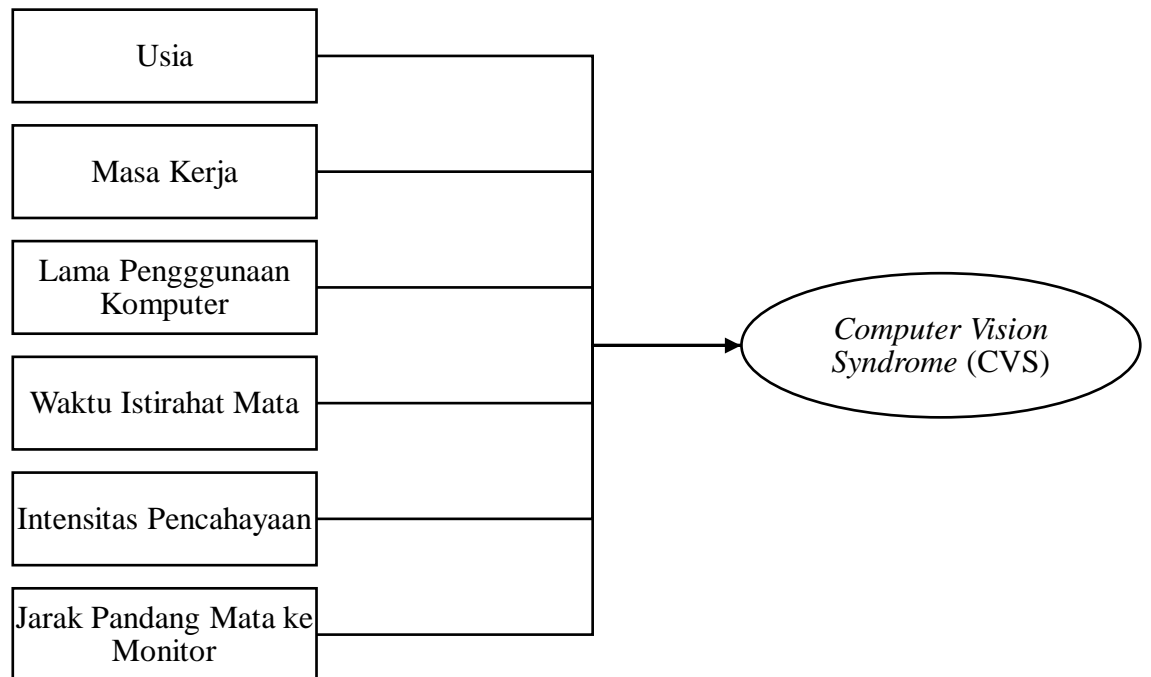 Usia
Masa Kerja
Lama Pengggunaan
Komputer
Waktu Istirahat Mata
Intensitas Pencahayaan
Jarak Pandang Mata ke
Monitor
Computer Vision
Syndrome (CVS)